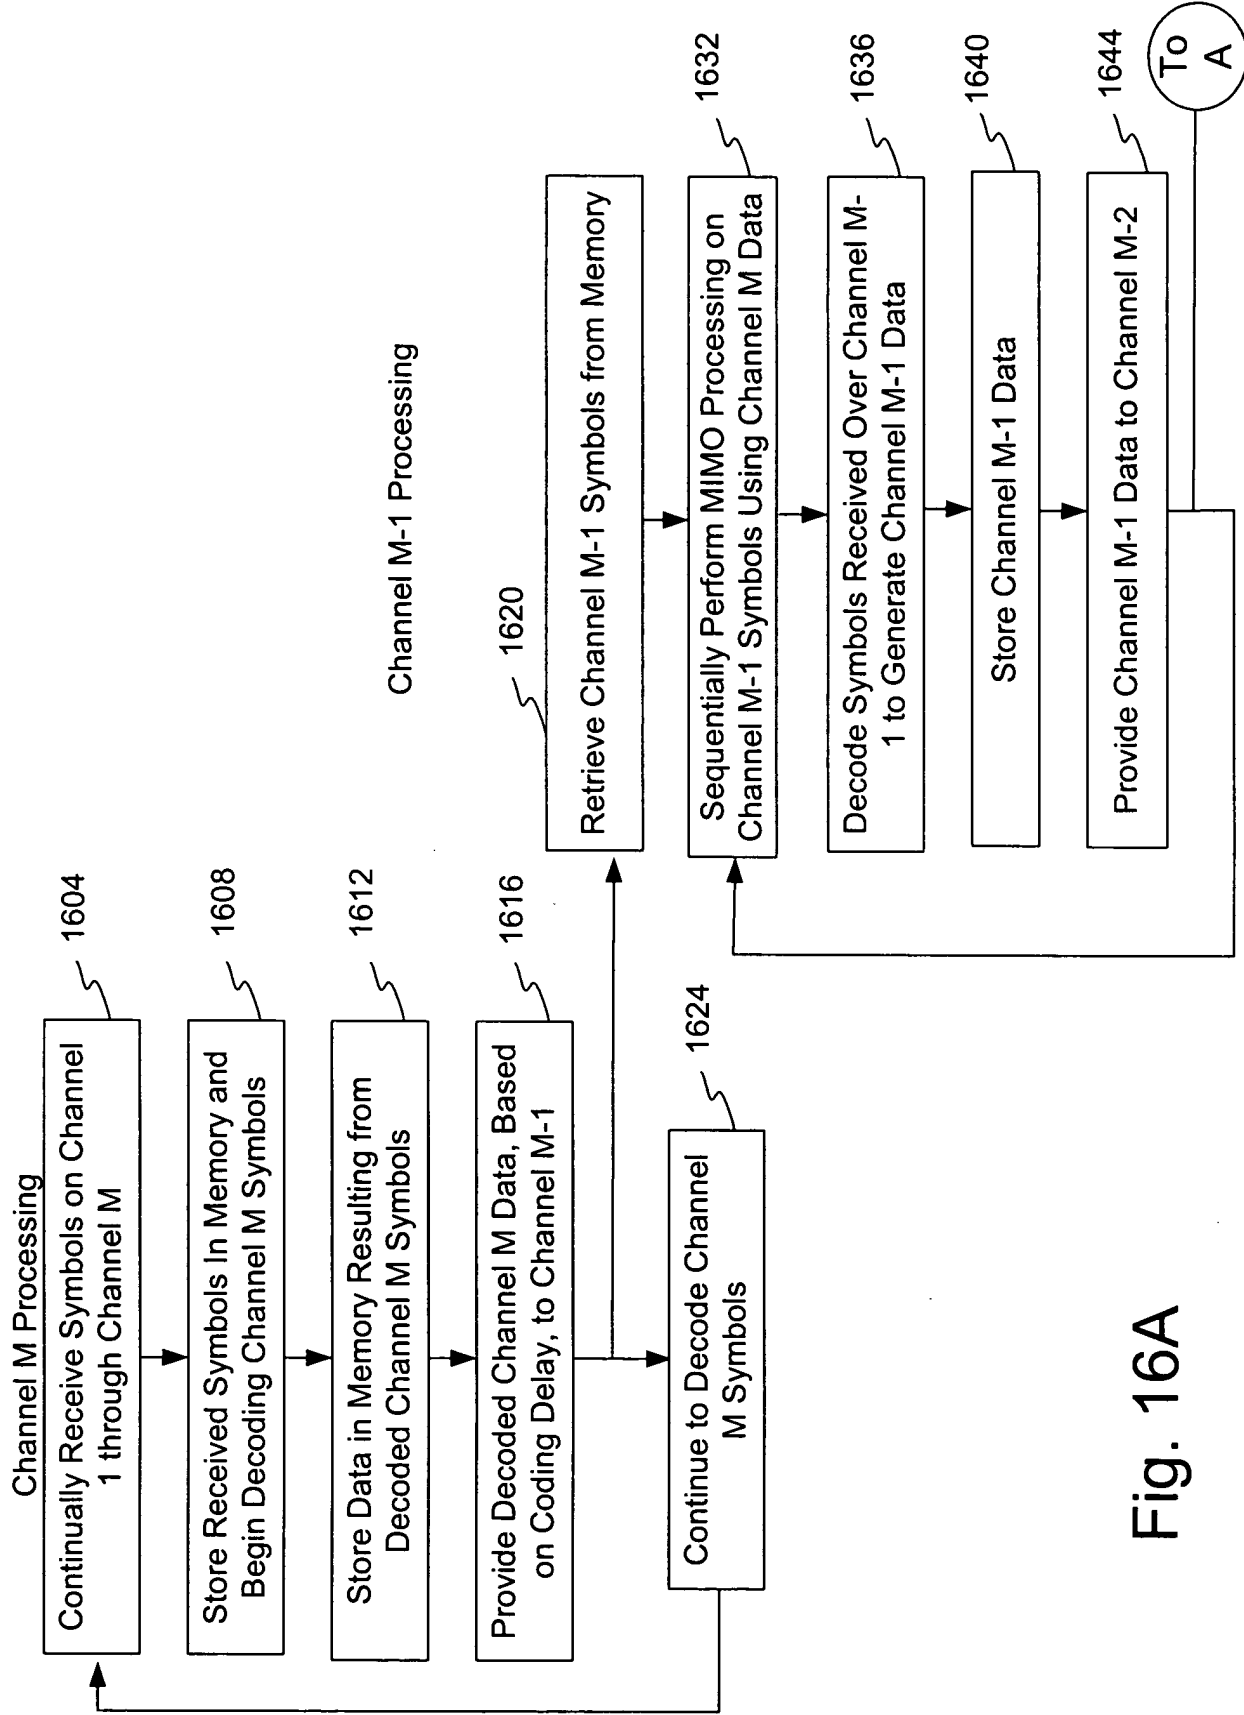 Channel M Processing
Continually Receive Symbols on Channel
1 through Channel M
1604
Store Received Symbols In Memory and
Begin Decoding Channel M Symbols
1608
Store Data in Memory Resulting from
Decoded Channel M Symbols
1612
Provide Decoded Channel M Data, Based
on Coding Delay, to Channel M-1
1616
Continue to Decode Channel
M Symbols
1624
Channel M-1 Processing
1620
Retrieve Channel M-1 Symbols from Memory
Sequentially Perform MIMO Processing on
Channel M-1 Symbols Using Channel M Data
1632
Decode Symbols Received Over Channel M-
1 to Generate Channel M-1 Data
1636
Store Channel M-1 Data
1640
Provide Channel M-1 Data to Channel M-2
1644
To
A
Fig. 16A